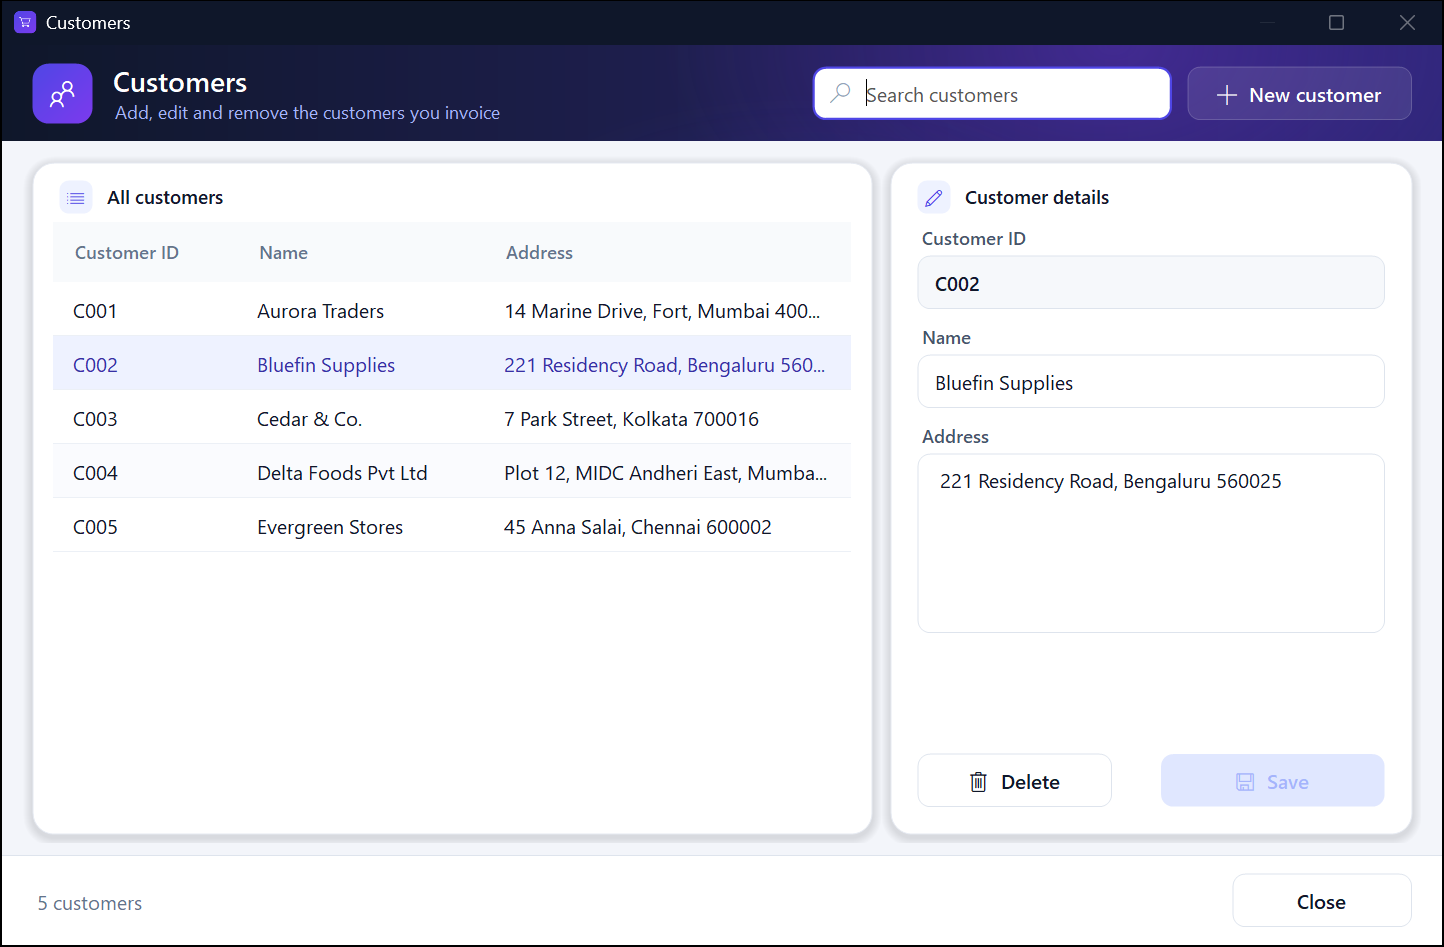 Customers
Customers
Add, edit and remove the customers you invoice
Search customers
New customer
All customers
Customer ID Name Address
C001 Aurora Traders 14 Marine Drive, Fort, Mumbai 400...
C002 Bluefin Supplies 221 Residency Road, Bengaluru 560...
C003 Cedar & Co. 7 Park Street, Kolkata 700016
C004 Delta Foods Pvt Ltd Plot 12, MIDC Andheri East, Mumba...
C005 Evergreen Stores 45 Anna Salai, Chennai 600002
Customer details
Customer ID
C002
Name
Bluefin Supplies
Address
221 Residency Road, Bengaluru 560025
Delete
Save
5 customers
Close